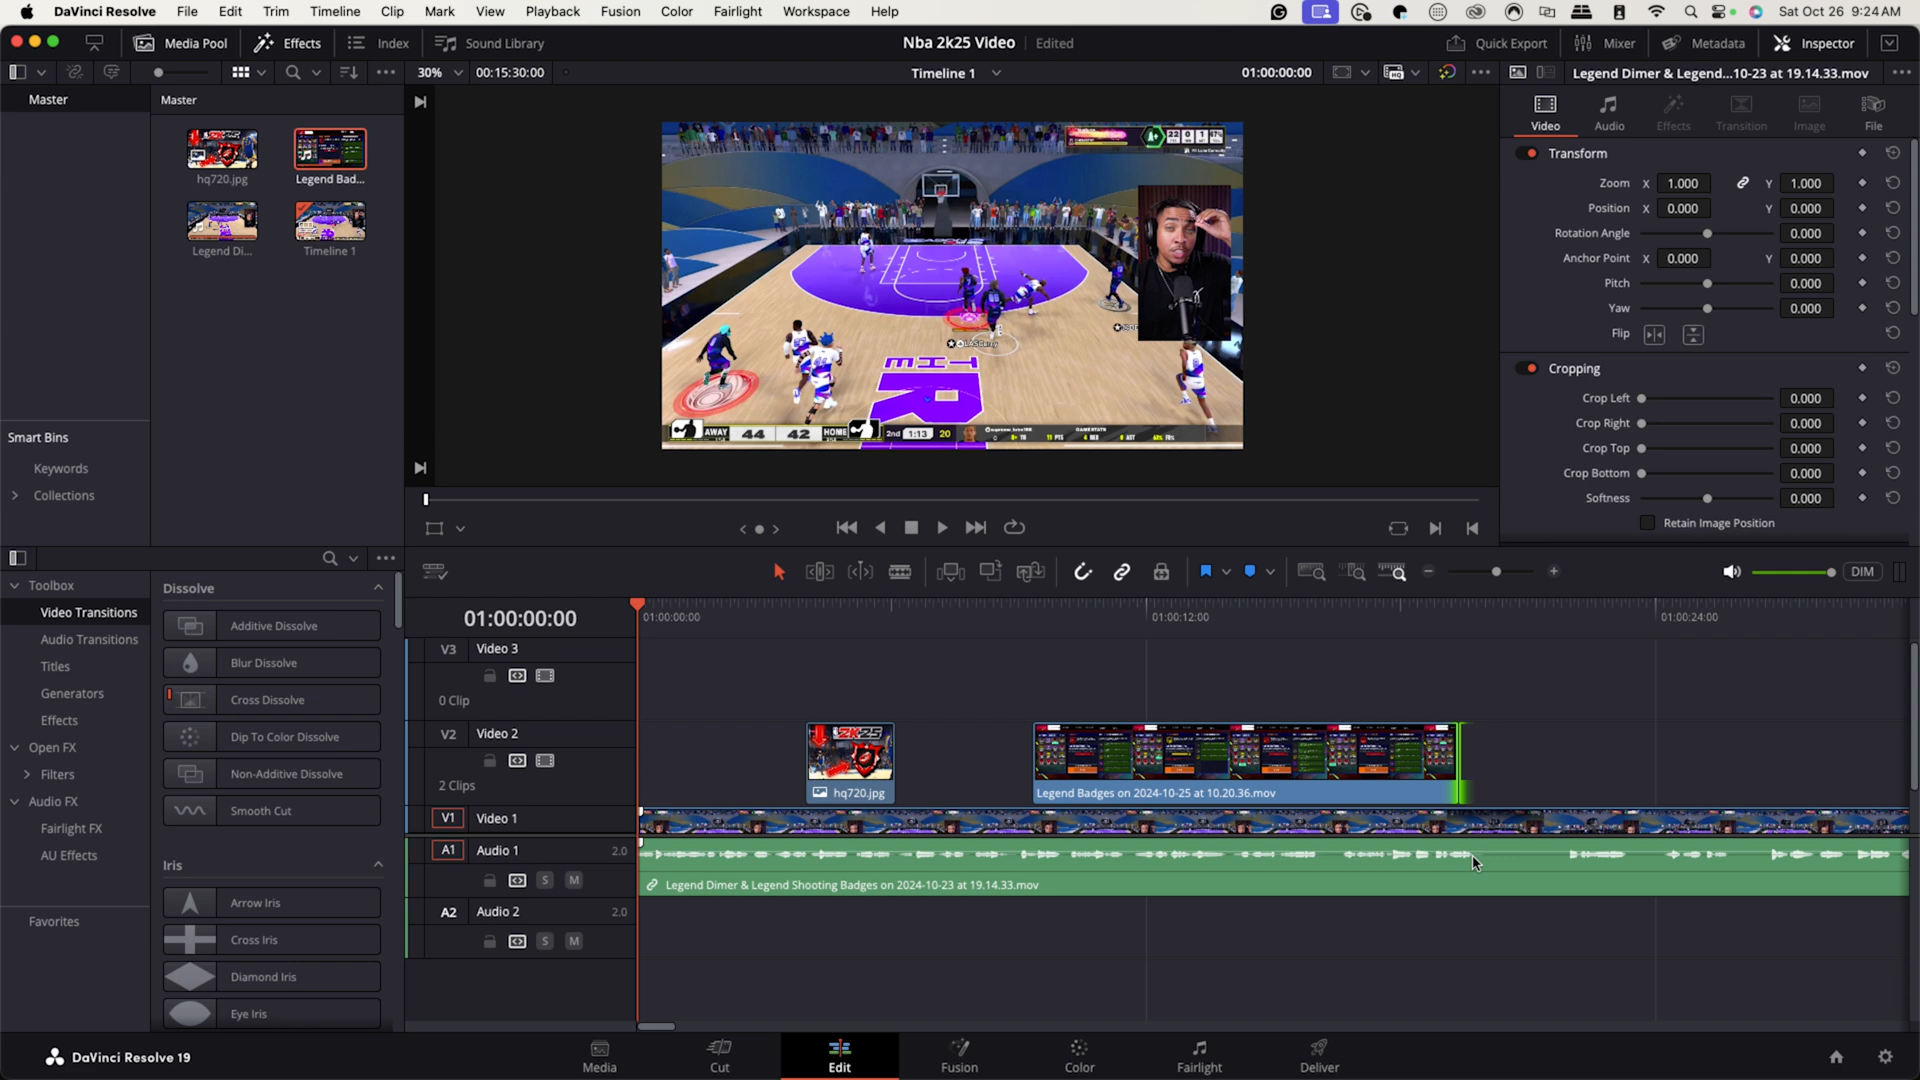 DaVinci Resolve File Edit Trim Timeline Clip Mark View Playback Fusion Color Fairlight Workspace Help Sat Oct 26 9:24 AM
Media Pool Effects Index Sound Library Nba 2k25 Video Edited Quick Export Mixer Metadata Inspector
30% 00:15:30:00 Timeline 1 01:00:00:00 Legend Dimer & Legend...10-23 at 19.14.33.mov
Master Master
hq720.jpg Legend Bad...
Legend Di... Timeline 1
Smart Bins
Keywords
Collections
AWAY 44 42 HOME 2nd 1:13 20
Video Audio Effects Transition Image File
Transform
Zoom X 1.000 Y 1.000
Position X 0.000 Y 0.000
Rotation Angle 0.000
Anchor Point X 0.000 Y 0.000
Pitch 0.000
Yaw 0.000
Flip
Cropping
Crop Left 0.000
Crop Right 0.000
Crop Top 0.000
Crop Bottom 0.000
Softness 0.000
Retain Image Position
Toolbox
Video Transitions
Audio Transitions
Titles
Generators
Effects
Open FX
Filters
Audio FX
Fairlight FX
AU Effects
Favorites
Dissolve
Additive Dissolve
Blur Dissolve
Cross Dissolve
Dip To Color Dissolve
Non-Additive Dissolve
Smooth Cut
Iris
Arrow Iris
Cross Iris
Diamond Iris
Eye Iris
DIM
01:00:00:00 01:00:00:00 01:00:12:00 01:00:24:00
V3 Video 3
0 Clip
V2 Video 2
2 Clips
2K25
hq720.jpg Legend Badges on 2024-10-25 at 10.20.36.mov
V1 Video 1
A1 Audio 1 2.0
S M
Legend Dimer & Legend Shooting Badges on 2024-10-23 at 19.14.33.mov
A2 Audio 2 2.0
S M
DaVinci Resolve 19
Media Cut Edit Fusion Color Fairlight Deliver